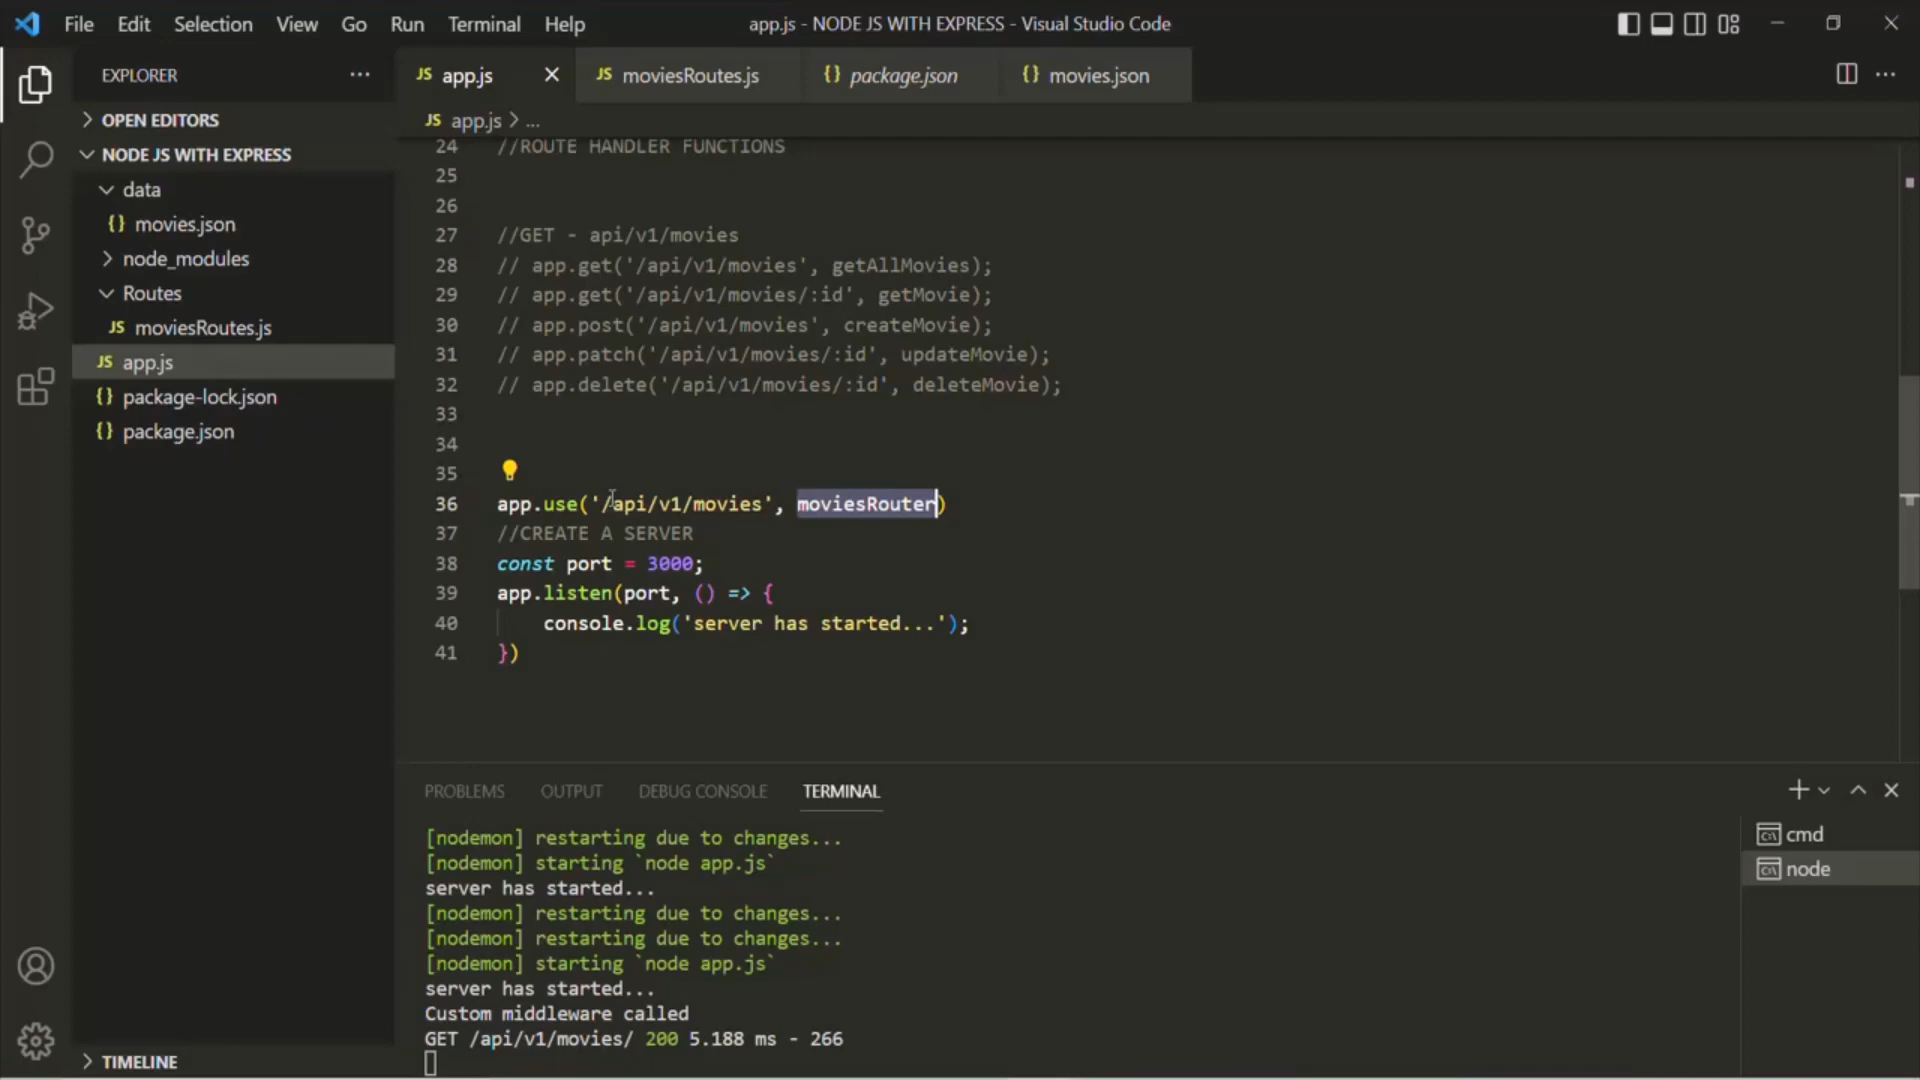 File Edit Selection View Go Run Terminal Help
app.js - NODE JS WITH EXPRESS - Visual Studio Code
EXPLORER
OPEN EDITORS
NODE JS WITH EXPRESS
data
{} movies.json
node_modules
Routes
JS moviesRoutes.js
JS app.js
{} package-lock.json
{} package.json
TIMELINE
JS app.js
JS moviesRoutes.js
{} package.json
{} movies.json
JS app.js > ...
24 //ROUTE HANDLER FUNCTIONS
25
26
27 //GET - api/v1/movies
28 // app.get('/api/v1/movies', getAllMovies);
29 // app.get('/api/v1/movies/:id', getMovie);
30 // app.post('/api/v1/movies', createMovie);
31 // app.patch('/api/v1/movies/:id', updateMovie);
32 // app.delete('/api/v1/movies/:id', deleteMovie);
33
34
35
36 app.use('/api/v1/movies', moviesRouter)
37 //CREATE A SERVER
38 const port = 3000;
39 app.listen(port, () => {
40 console.log('server has started...');
41 })
PROBLEMS OUTPUT DEBUG CONSOLE TERMINAL
[nodemon] restarting due to changes...
[nodemon] starting `node app.js`
server has started...
[nodemon] restarting due to changes...
[nodemon] restarting due to changes...
[nodemon] starting `node app.js`
server has started...
Custom middleware called
GET /api/v1/movies/ 200 5.188 ms - 266
cmd
node